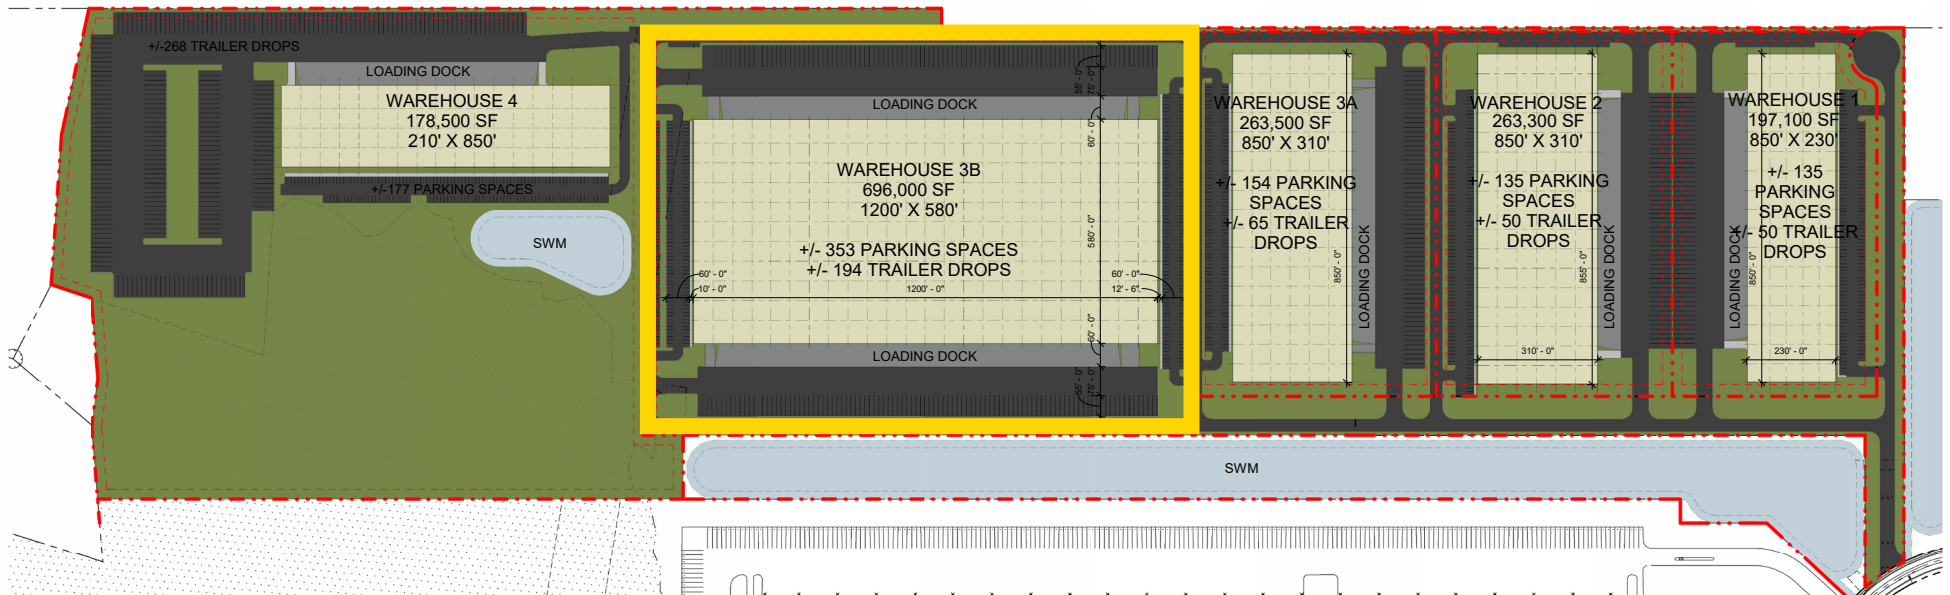 +/-268 TRAILER DROPS
LOADING DOCK
WAREHOUSE 4
178,500 SF
210' X 850'
+/-177 PARKING SPACES
SWM
LOADING DOCK
WAREHOUSE 3B
696,000 SF
1200' X 580'
+/- 353 PARKING SPACES
+/- 194 TRAILER DROPS
60' - 0"
10' - 0"
1200' - 0"
60' - 0"
12' - 6"
55' - 0"
75' - 0"
60' - 0"
580' - 0"
60' - 0"
55' - 0"
75' - 0"
LOADING DOCK
WAREHOUSE 3A
263,500 SF
850' X 310'
+/- 154 PARKING
SPACES
+/- 65 TRAILER
DROPS
850' - 0"
LOADING DOCK
WAREHOUSE 2
263,300 SF
850' X 310'
+/- 135 PARKING
SPACES
+/- 50 TRAILER
DROPS
855' - 0"
310' - 0"
LOADING DOCK
WAREHOUSE 1
197,100 SF
850' X 230'
+/- 135
PARKING
SPACES
+/- 50 TRAILER
DROPS
850' - 0"
230' - 0"
LOADING DOCK
SWM